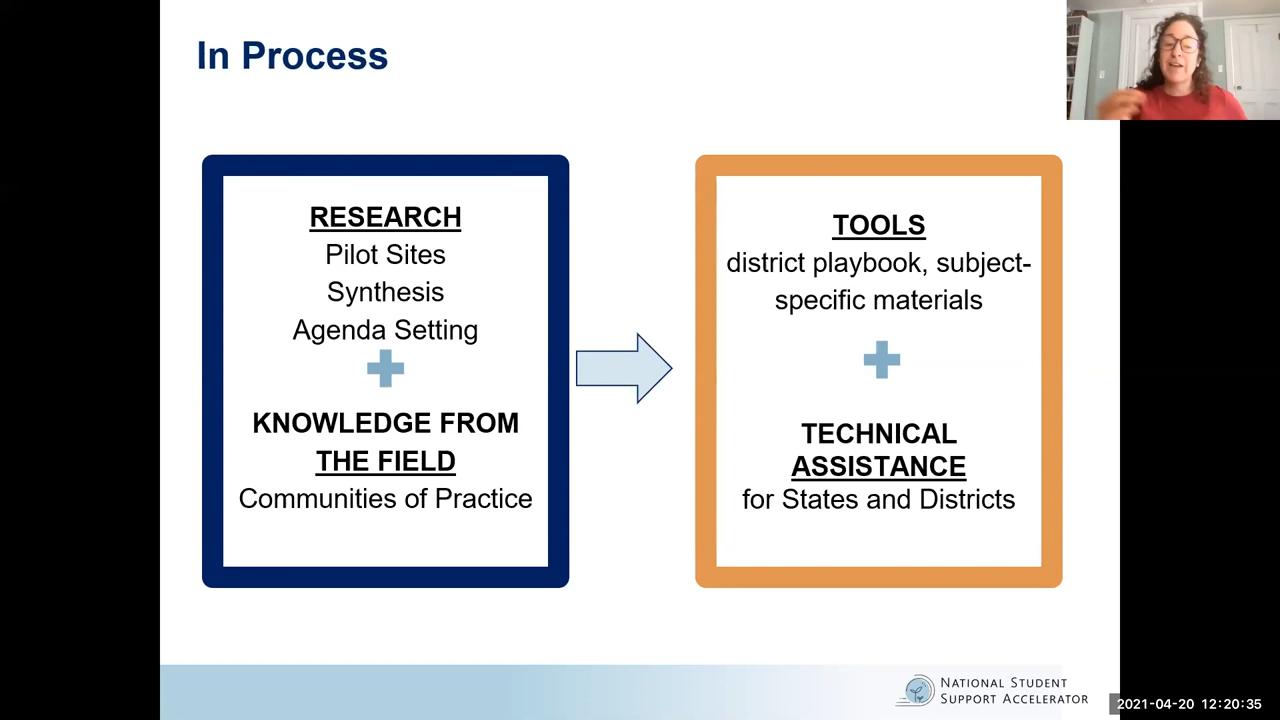 In Process
RESEARCH
Pilot Sites
Synthesis
Agenda Setting
KNOWLEDGE FROM
THE FIELD
Communities of Practice
TOOLS
district playbook, subject-
specific materials
TECHNICAL
ASSISTANCE
for States and Districts
NATIONAL STUDENT
SUPPORT ACCELERATOR
2021-04-20 12:20:35